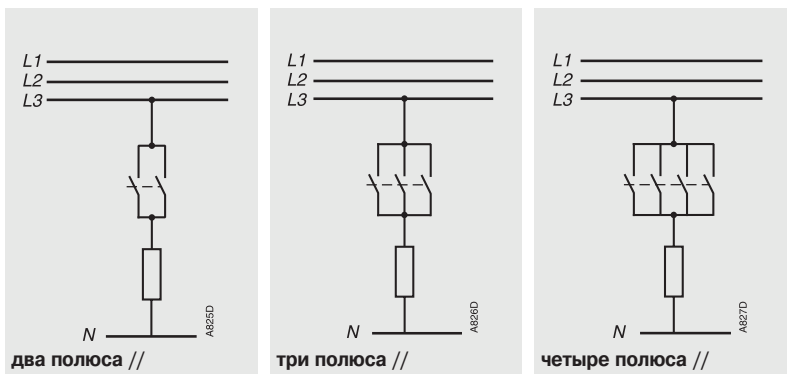 L1
L2
L3
N
A825D
два полюса //
L1
L2
L3
N
A826D
три полюса //
L1
L2
L3
N
A827D
четыре полюса //